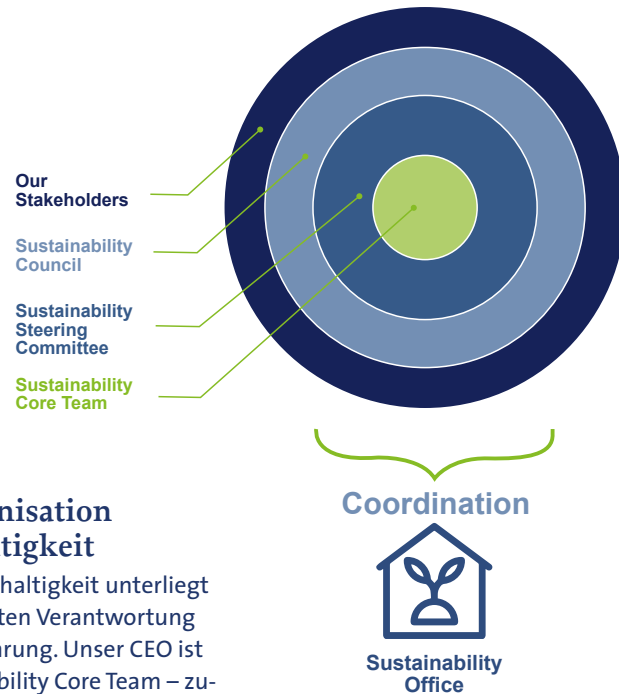 Our
Stakeholders
Sustainability
Council
Sustainability
Steering
Committee
Sustainability
Core Team
Coordination
Sustainability
Office
nisation
tigkeit
haltigkeit unterliegt
ten Verantwortung
rung. Unser CEO ist
bility Core Team – zu-